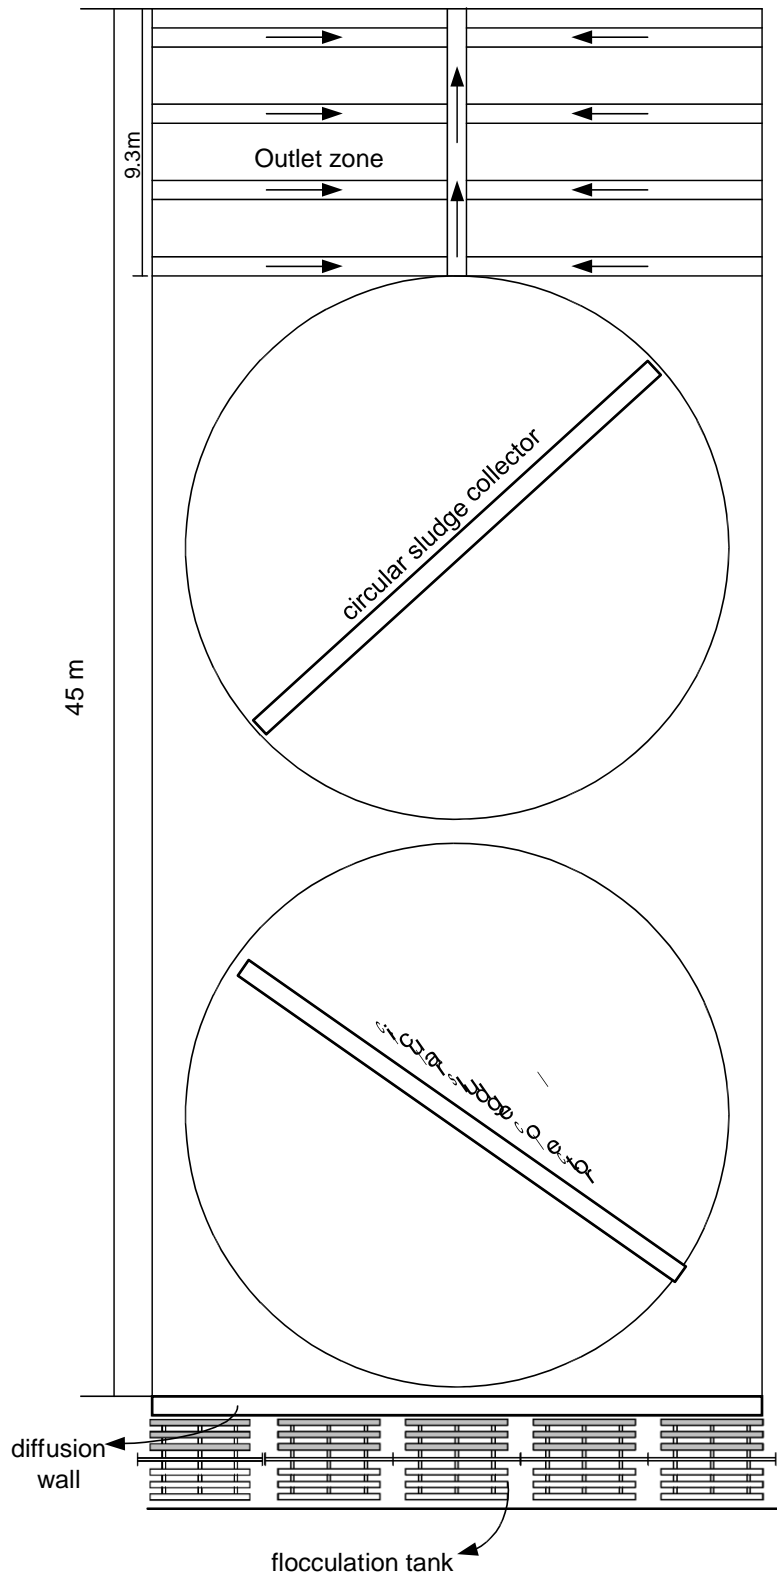 9.3m
Outlet zone
circular sludge collector
45 m
diffusion
wall
flocculation tank